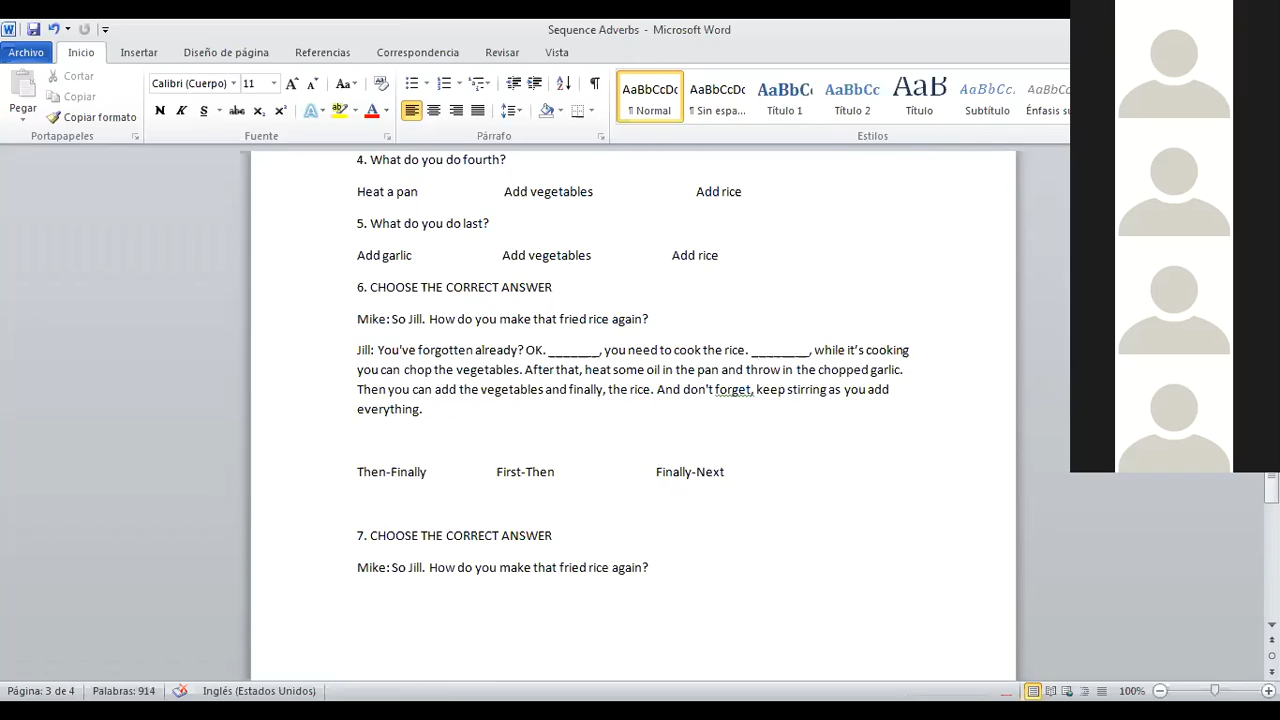 Sequence Adverbs - Microsoft Word
Archivo Inicio Insertar Diseño de página Referencias Correspondencia Revisar Vista
Pegar
Cortar
Copiar
Copiar formato
Portapapeles
Calibri (Cuerpo) 11
N K S abc x₂ x²
Fuente
Párrafo
AaBbCcDc
¶ Normal
AaBbCcDc
¶ Sin espa...
AaBbC
Título 1
AaBbCc
Título 2
AaB
Título
AaBbCc.
Subtítulo
AaBbCc
Énfasis su
Estilos
4. What do you do fourth?
Heat a pan Add vegetables Add rice
5. What do you do last?
Add garlic Add vegetables Add rice
6. CHOOSE THE CORRECT ANSWER
Mike: So Jill. How do you make that fried rice again?
Jill: You've forgotten already? OK. _______, you need to cook the rice. ________, while it's cooking
you can chop the vegetables. After that, heat some oil in the pan and throw in the chopped garlic.
Then you can add the vegetables and finally, the rice. And don't forget, keep stirring as you add
everything.
Then-Finally First-Then Finally-Next
7. CHOOSE THE CORRECT ANSWER
Mike: So Jill. How do you make that fried rice again?
Página: 3 de 4 Palabras: 914 Inglés (Estados Unidos) 100%